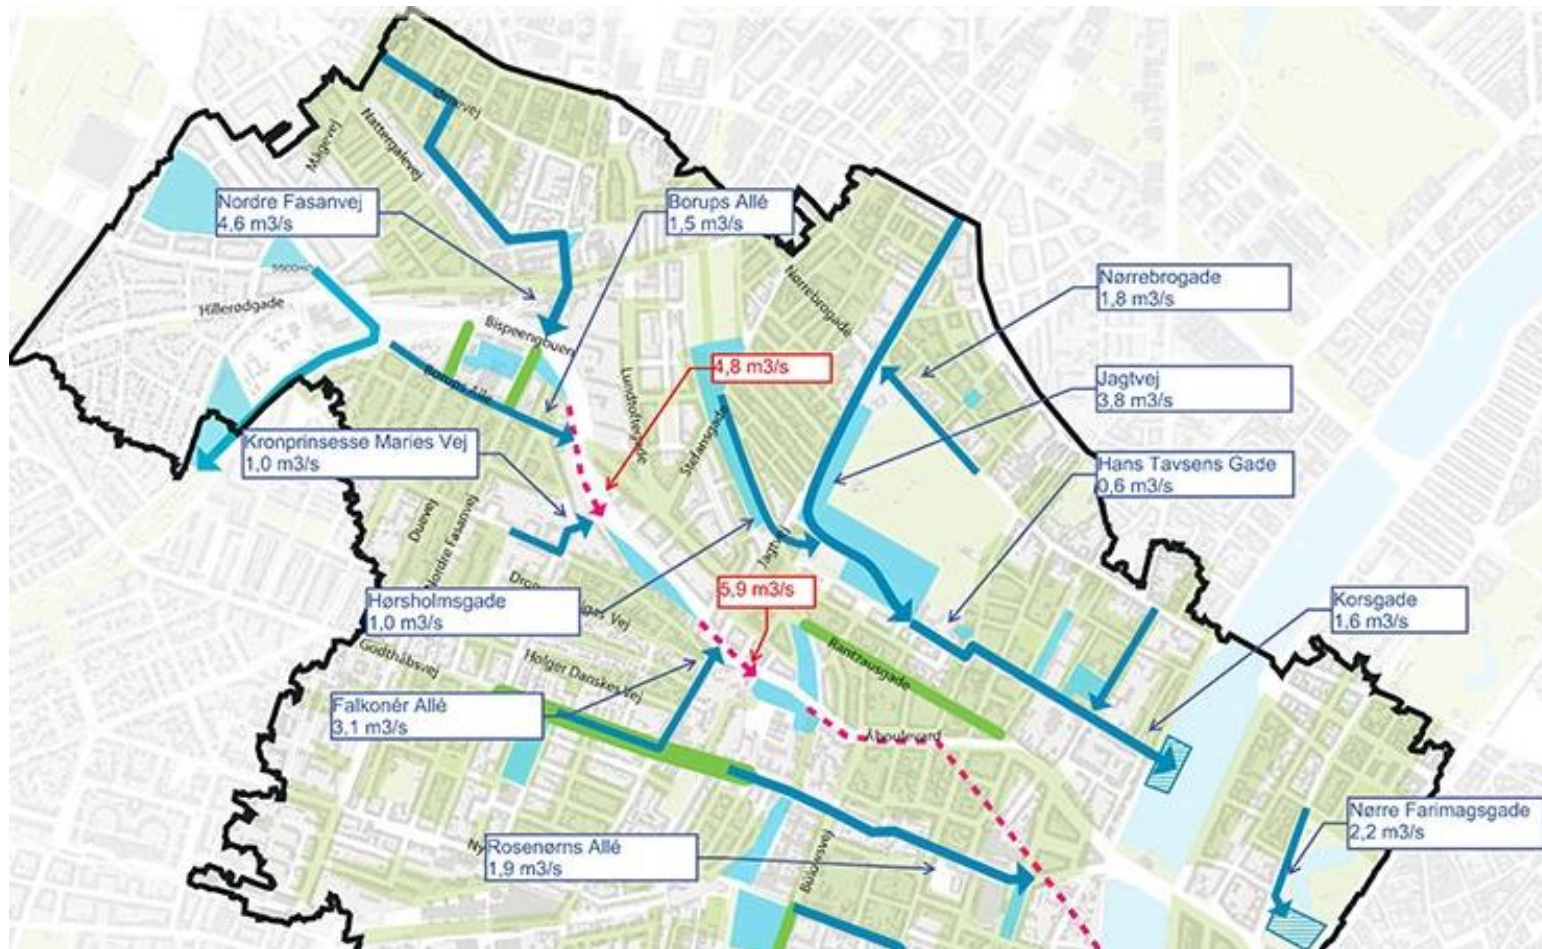 Ørnevej
Mågevej
Nattergalevej
Nordre Fasanvej
4,6 m3/s
Borups Allé
1,5 m3/s
Hillerødgade
Nørrebrogade
Nørrebrogade
1,8 m3/s
Bispeengbuen
4,8 m3/s
Jagtvej
3,8 m3/s
Borups Allé
Lundtoftegade
Stefansgade
Kronprinsesse Maries Vej
1,0 m3/s
Hans Tavsens Gade
0,6 m3/s
Duevej
Nordre Fasanvej
Jagtvej
Hørsholmsgade
1,0 m3/s
5,9 m3/s
Korsgade
1,6 m3/s
Godthåbsvej
Holger Danskes Vej
Rantzausgade
Falkonér Allé
3,1 m3/s
Åboulevard
Nørre Farimagsgade
2,2 m3/s
Rosenørns Allé
1,9 m3/s
Bülowsvej